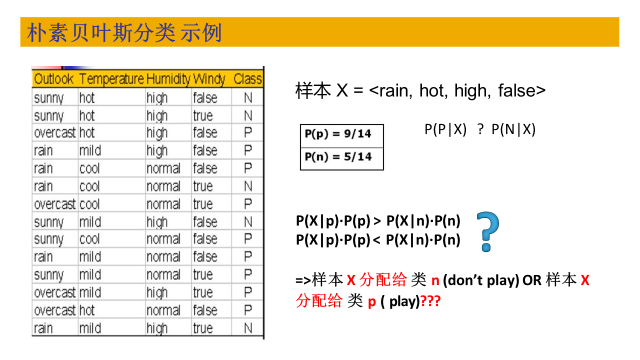 朴素贝叶斯分类 示例
Outlook Temperature Humidity Windy Class
sunny hot high false N
sunny hot high true N
overcast hot high false P
rain mild high false P
rain cool normal false P
rain cool normal true N
overcast cool normal true P
sunny mild high false N
sunny cool normal false P
rain mild normal false P
sunny mild normal true P
overcast mild high true P
overcast hot normal false P
rain mild high true N
样本 X = <rain, hot, high, false>
P(p) = 9/14
P(n) = 5/14
P(P|X) ? P(N|X)
P(X|p)·P(p) > P(X|n)·P(n)
P(X|p)·P(p) < P(X|n)·P(n)
?
=>样本 X 分配给 类 n (don't play) OR 样本 X
分配给 类 p ( play)???